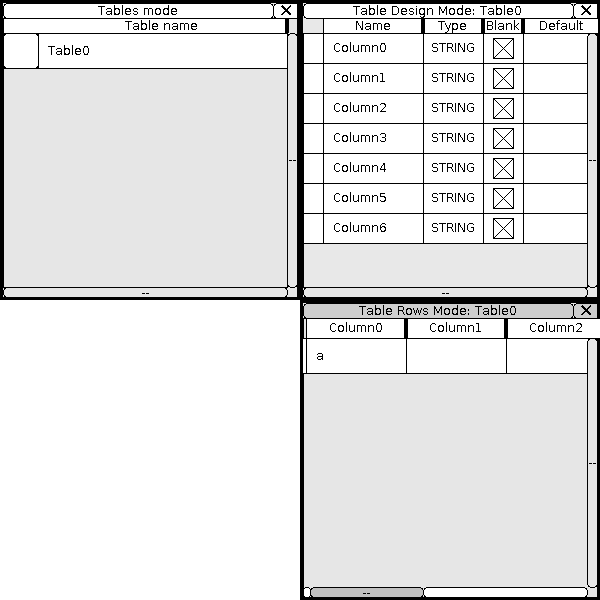 Tables mode
Table name
Table0
--
--
Table Design Mode: Table0
Name Type Blank Default
Column0 STRING
Column1 STRING
Column2 STRING
Column3 STRING
Column4 STRING
Column5 STRING
Column6 STRING
--
--
Table Rows Mode: Table0
Column0 Column1 Column2
a
--
--